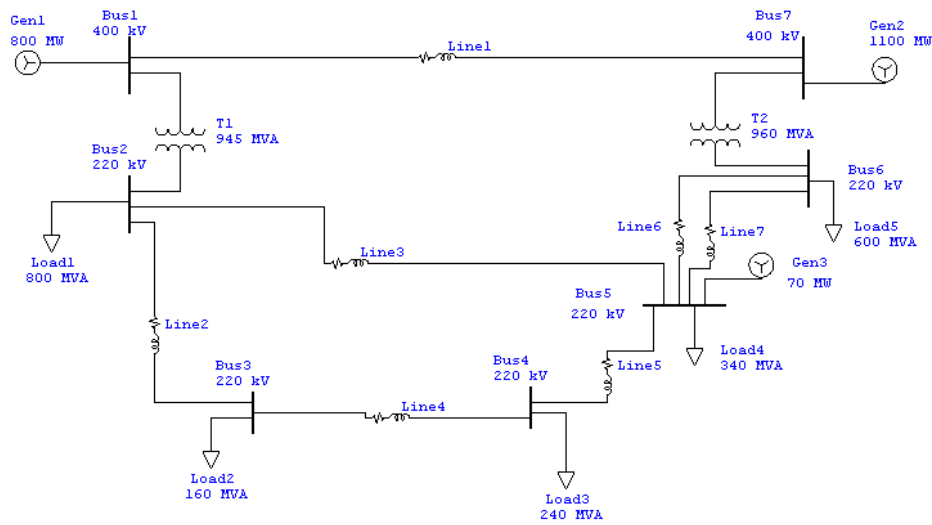 Gen1
800 MW
Bus1
400 kV
Line1
Bus7
400 kV
Gen2
1100 MW
T1
945 MVA
T2
960 MVA
Bus2
220 kV
Bus6
220 kV
Load1
800 MVA
Line3
Line6
Line7
Load5
600 MVA
Gen3
70 MW
Bus5
220 kV
Line2
Load4
340 MVA
Bus3
220 kV
Bus4
220 kV
Line5
Line4
Load2
160 MVA
Load3
240 MVA